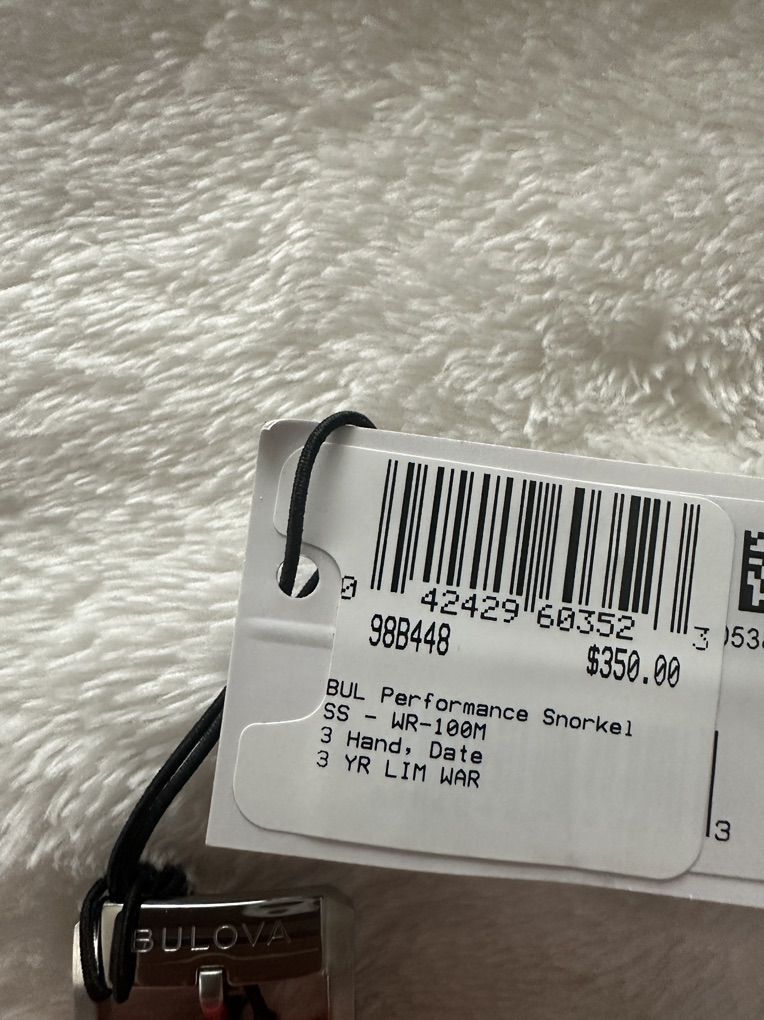 0 42429 60352 3
98B448
$350.00
BUL Performance Snorkel
SS - WR-100M
3 Hand, Date
3 YR LIM WAR
3
BULOVA